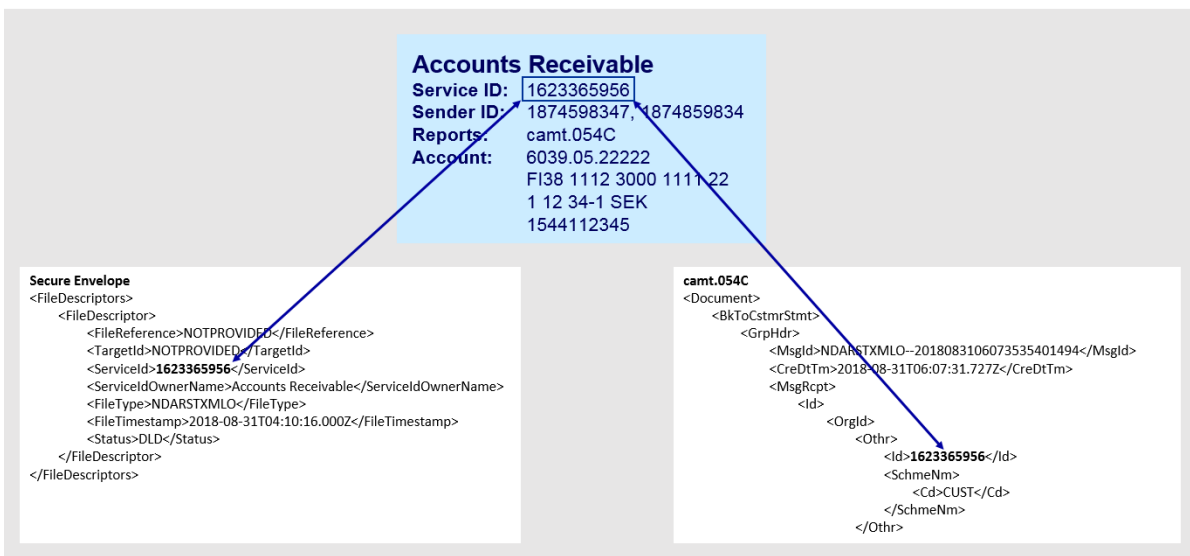 Accounts Receivable
Service ID: 1623365956
Sender ID: 1874598347, 1874859834
Reports: camt.054C
Account: 6039.05.22222
FI38 1112 3000 1111 22
1 12 34-1 SEK
1544112345
Secure Envelope
<FileDescriptors>
<FileDescriptor>
<FileReference>NOTPROVIDED</FileReference>
<TargetId>NOTPROVIDED</TargetId>
<ServiceId>1623365956</ServiceId>
<ServiceIdOwnerName>Accounts Receivable</ServiceIdOwnerName>
<FileType>NDARSTXMLO</FileType>
<FileTimestamp>2018-08-31T04:10:16.000Z</FileTimestamp>
<Status>DLD</Status>
</FileDescriptor>
</FileDescriptors>
camt.054C
<Document>
<BkToCstmrStmt>
<GrpHdr>
<MsgId>NDARSTXMLO--2018083106073535401494</MsgId>
<CreDtTm>2018-08-31T06:07:31.727Z</CreDtTm>
<MsgRcpt>
<Id>
<OrgId>
<Othr>
<Id>1623365956</Id>
<SchmeNm>
<Cd>CUST</Cd>
</SchmeNm>
</Othr>